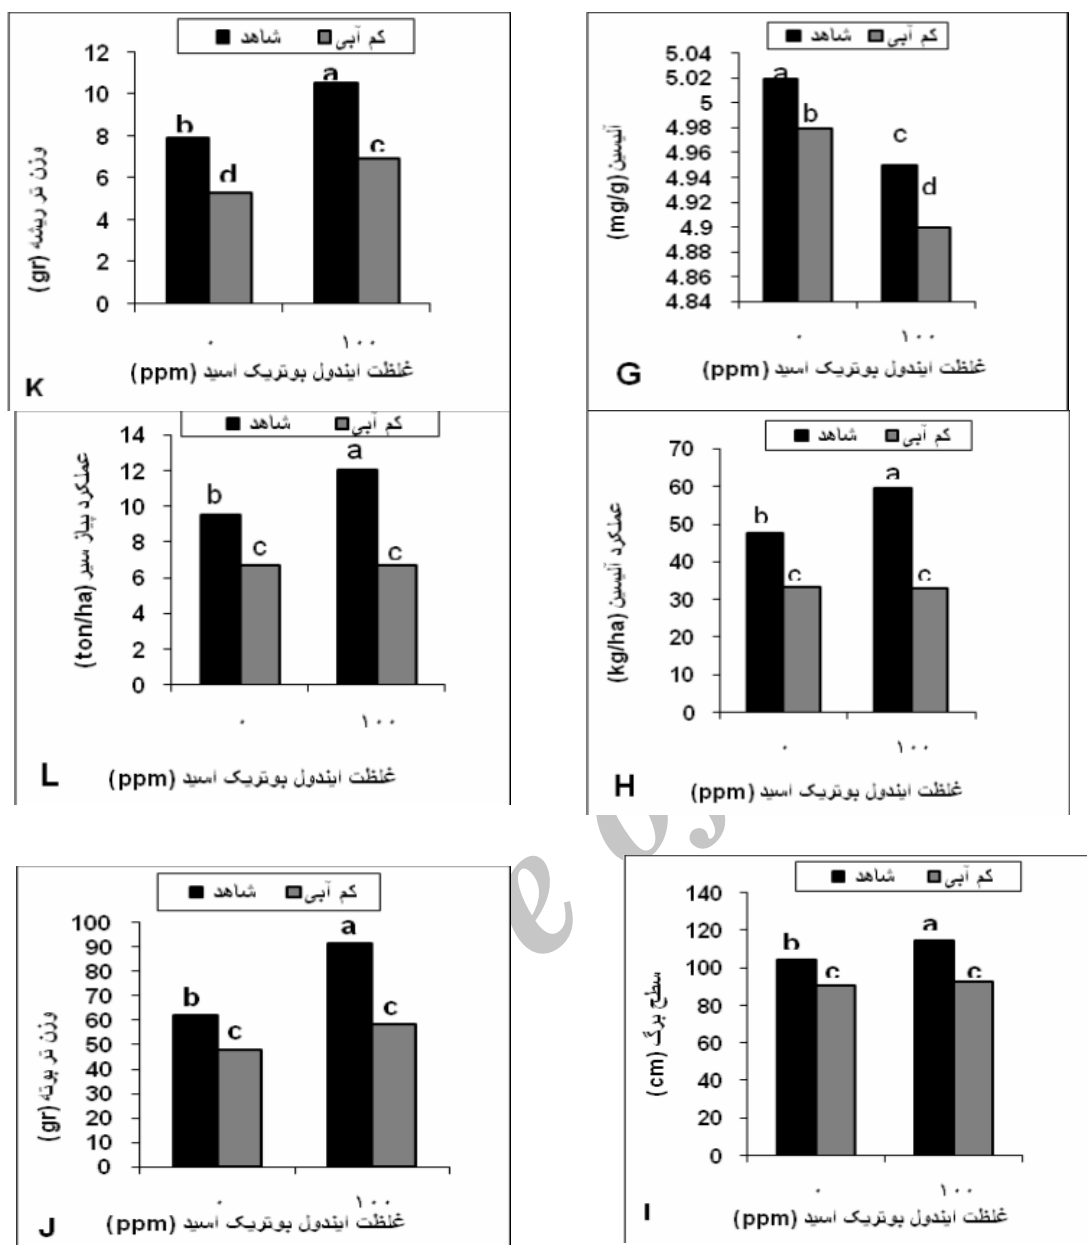 شاهد کم آبی
12
10
8
6
4
2
0
b
d
a
c
وزن تر ریشه (gr)
۰ ۱۰۰
غلظت ایندول بوتریک اسید (ppm)
K
شاهد کم آبی
5.04
5.02
5
4.98
4.96
4.94
4.92
4.9
4.88
4.86
4.84
a
b
c
d
آلیسین (mg/g)
۰ ۱۰۰
غلظت ایندول بوتریک اسید (ppm)
G
شاهد کم آبی
14
12
10
8
6
4
2
0
b
c
a
c
عملکرد پیاز سیر (ton/ha)
۰ ۱۰۰
غلظت ایندول بوتریک اسید (ppm)
L
شاهد کم آبی
70
60
50
40
30
20
10
0
b
c
a
c
عملکرد آلیسین (kg/ha)
۰ ۱۰۰
غلظت ایندول بوتریک اسید (ppm)
H
شاهد کم آبی
100
90
80
70
60
50
40
30
20
10
0
b
c
a
c
وزن تر بوته (gr)
۰ ۱۰۰
غلظت ایندول بوتریک اسید (ppm)
J
شاهد کم آبی
140
120
100
80
60
40
20
0
b
c
a
c
سطح برگ (cm)
۰ ۱۰۰
غلظت ایندول بوتریک اسید (ppm)
I